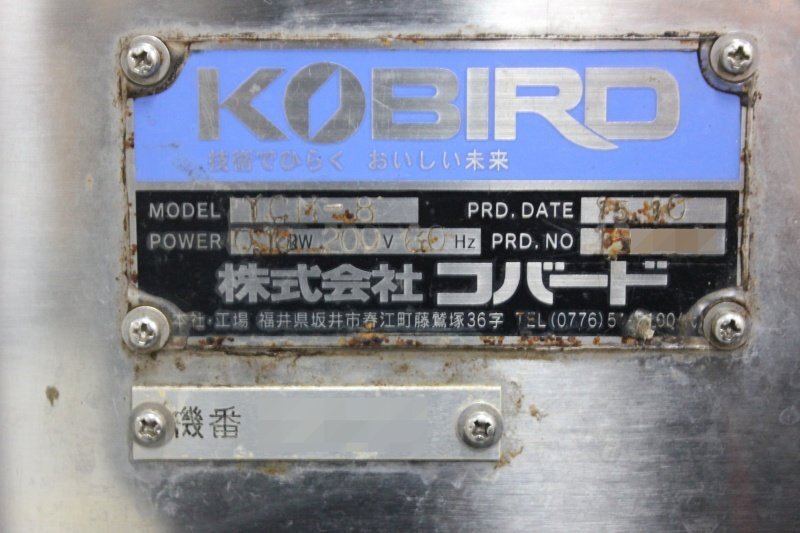 KOBIRD
技術でひらく おいしい未来
MODEL
PRD. DATE
POWER 200 V 60 Hz PRD. NO
株式会社 コバード
本社・工場 福井県坂井市春江町藤鷲塚36字 TEL(0776)
機番